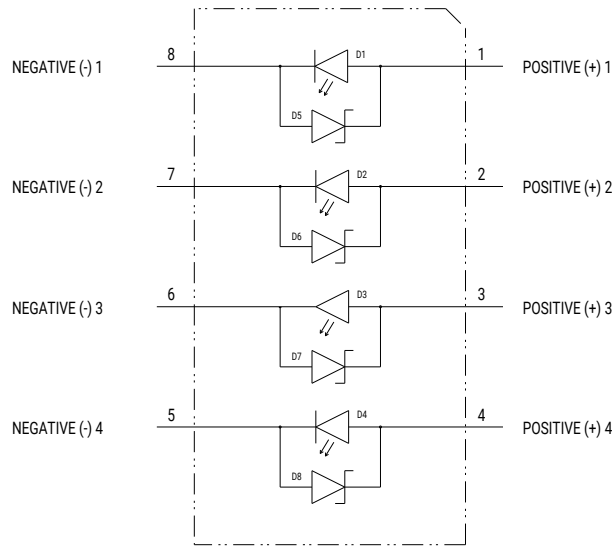 NEGATIVE (-) 1 8 D1 1 POSITIVE (+) 1
D5
NEGATIVE (-) 2 7 D2 2 POSITIVE (+) 2
D6
NEGATIVE (-) 3 6 D3 3 POSITIVE (+) 3
D7
NEGATIVE (-) 4 5 D4 4 POSITIVE (+) 4
D8